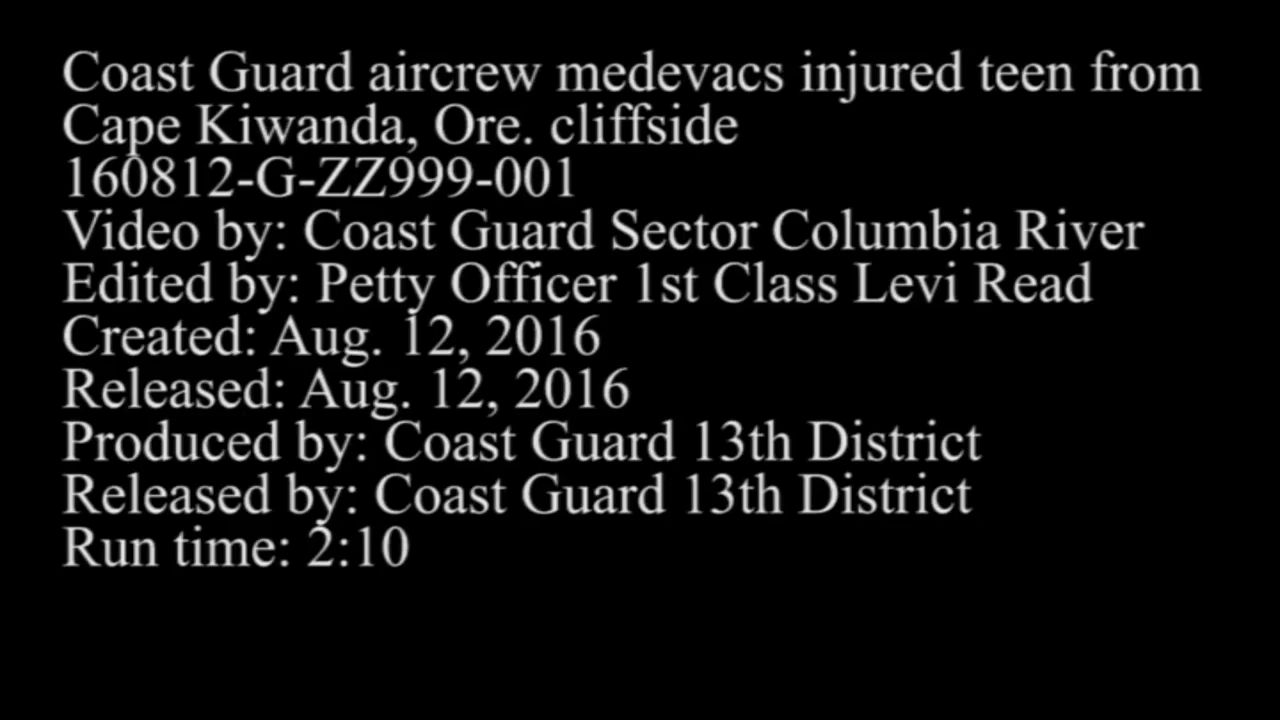 Coast Guard aircrew medevacs injured teen from
Cape Kiwanda, Ore. cliffside
160812-G-ZZ999-001
Video by: Coast Guard Sector Columbia River
Edited by: Petty Officer 1st Class Levi Read
Created: Aug. 12, 2016
Released: Aug. 12, 2016
Produced by: Coast Guard 13th District
Released by: Coast Guard 13th District
Run time: 2:10